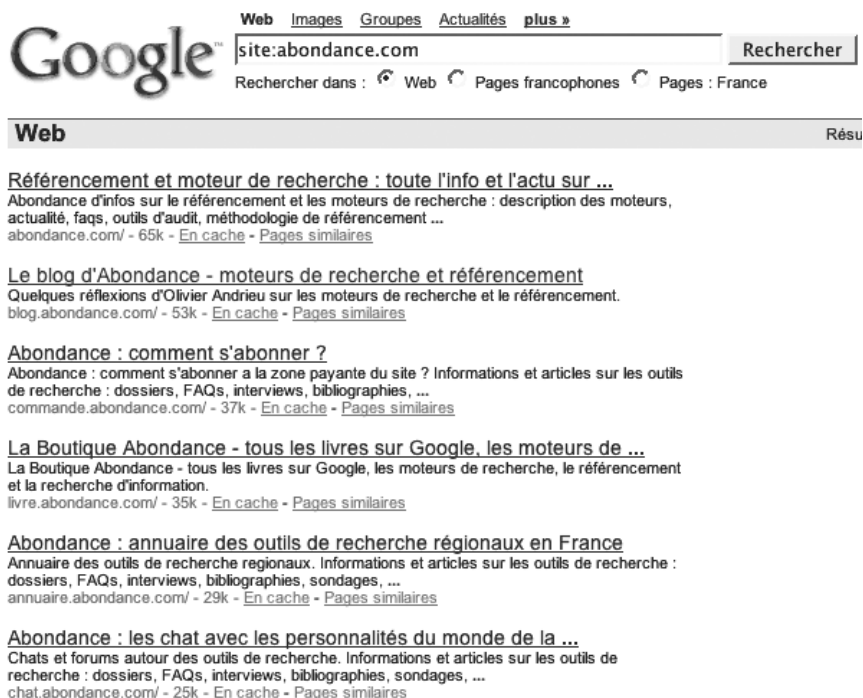 Google™
Web Images Groupes Actualités plus »
site:abondance.com Rechercher
Rechercher dans : Web Pages francophones Pages : France
Web Résu
Référencement et moteur de recherche : toute l'info et l'actu sur ...
Abondance d'infos sur le référencement et les moteurs de recherche : description des moteurs,
actualité, faqs, outils d'audit, méthodologie de référencement ...
abondance.com/ - 65k - En cache - Pages similaires
Le blog d'Abondance - moteurs de recherche et référencement
Quelques réflexions d'Olivier Andrieu sur les moteurs de recherche et le référencement.
blog.abondance.com/ - 53k - En cache - Pages similaires
Abondance : comment s'abonner ?
Abondance : comment s'abonner a la zone payante du site ? Informations et articles sur les outils
de recherche : dossiers, FAQs, interviews, bibliographies, ...
commande.abondance.com/ - 37k - En cache - Pages similaires
La Boutique Abondance - tous les livres sur Google, les moteurs de ...
La Boutique Abondance - tous les livres sur Google, les moteurs de recherche, le référencement
et la recherche d'information.
livre.abondance.com/ - 35k - En cache - Pages similaires
Abondance : annuaire des outils de recherche régionaux en France
Annuaire des outils de recherche regionaux. Informations et articles sur les outils de recherche :
dossiers, FAQs, interviews, bibliographies, sondages, ...
annuaire.abondance.com/ - 29k - En cache - Pages similaires
Abondance : les chat avec les personnalités du monde de la ...
Chats et forums autour des outils de recherche. Informations et articles sur les outils de
recherche : dossiers, FAQs, interviews, bibliographies, sondages, ...
chat.abondance.com/ - 25k - En cache - Pages similaires